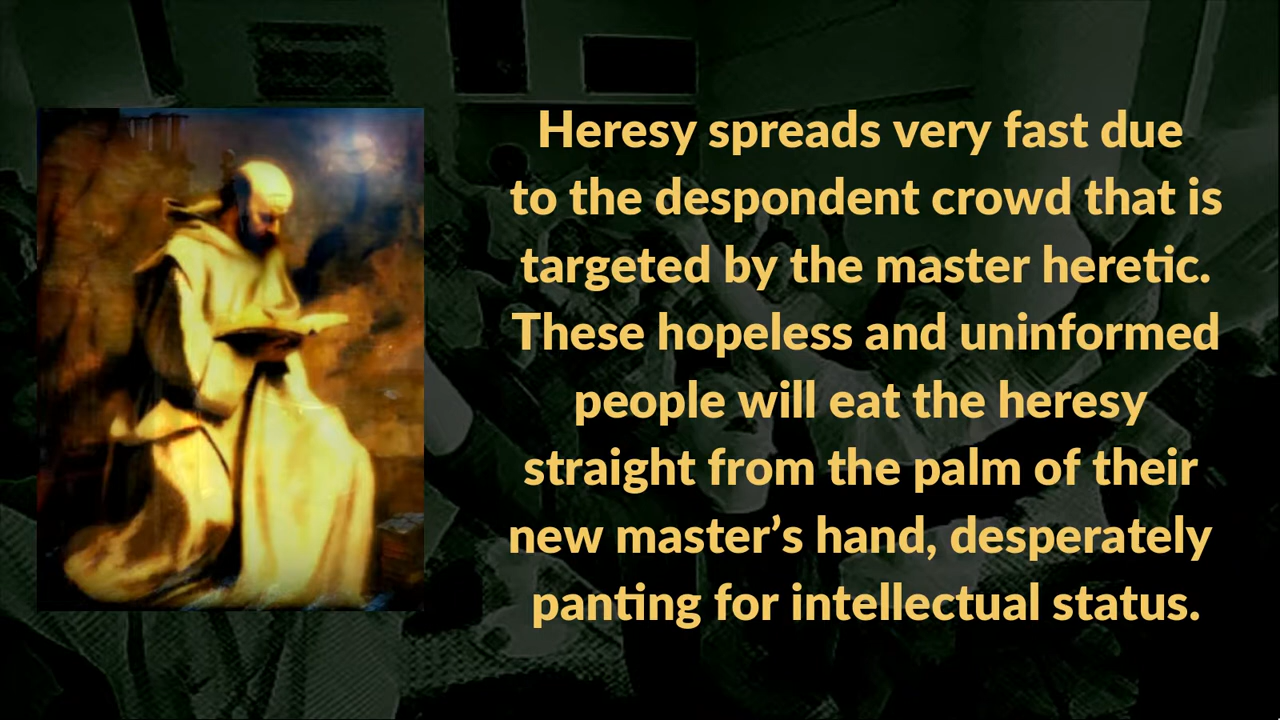 Heresy spreads very fast due
to the despondent crowd that is
targeted by the master heretic.
These hopeless and uninformed
people will eat the heresy
straight from the palm of their
new master’s hand, desperately
panting for intellectual status.